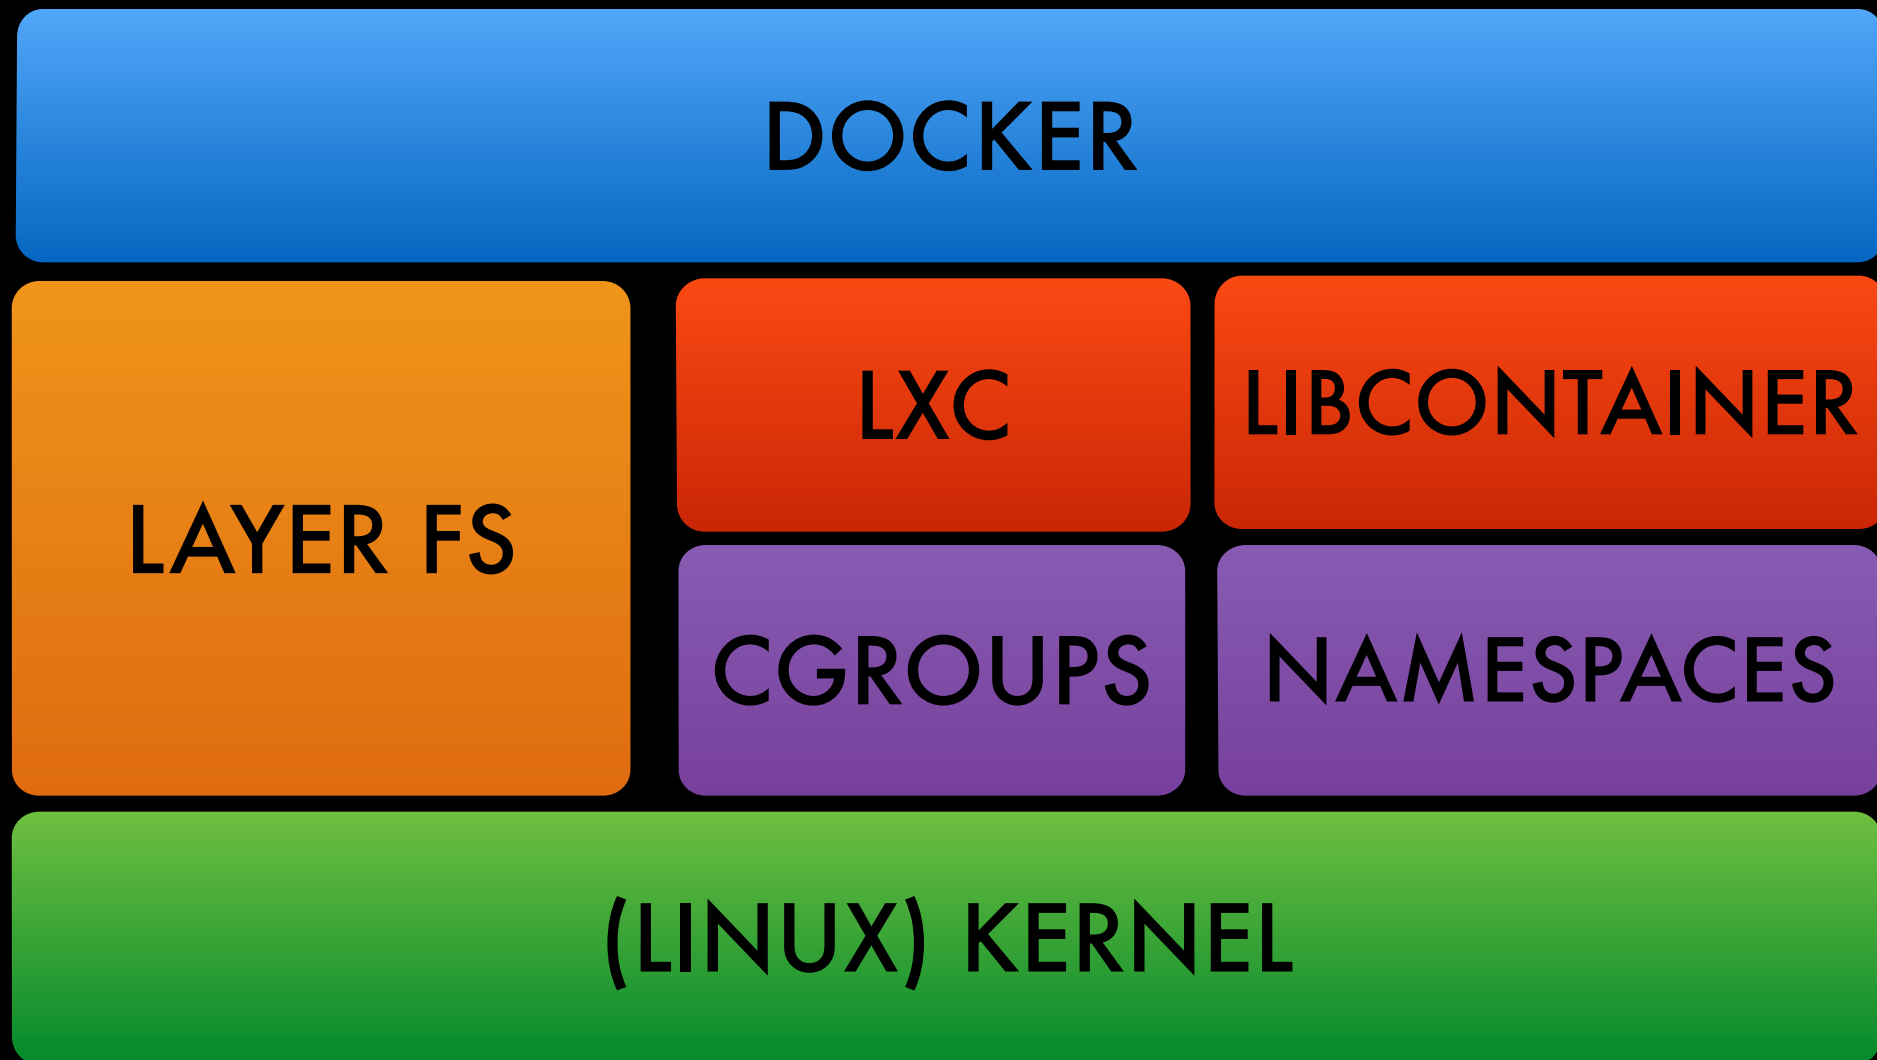 DOCKER
LXC
LIBCONTAINER
LAYER FS
CGROUPS
NAMESPACES
(LINUX) KERNEL